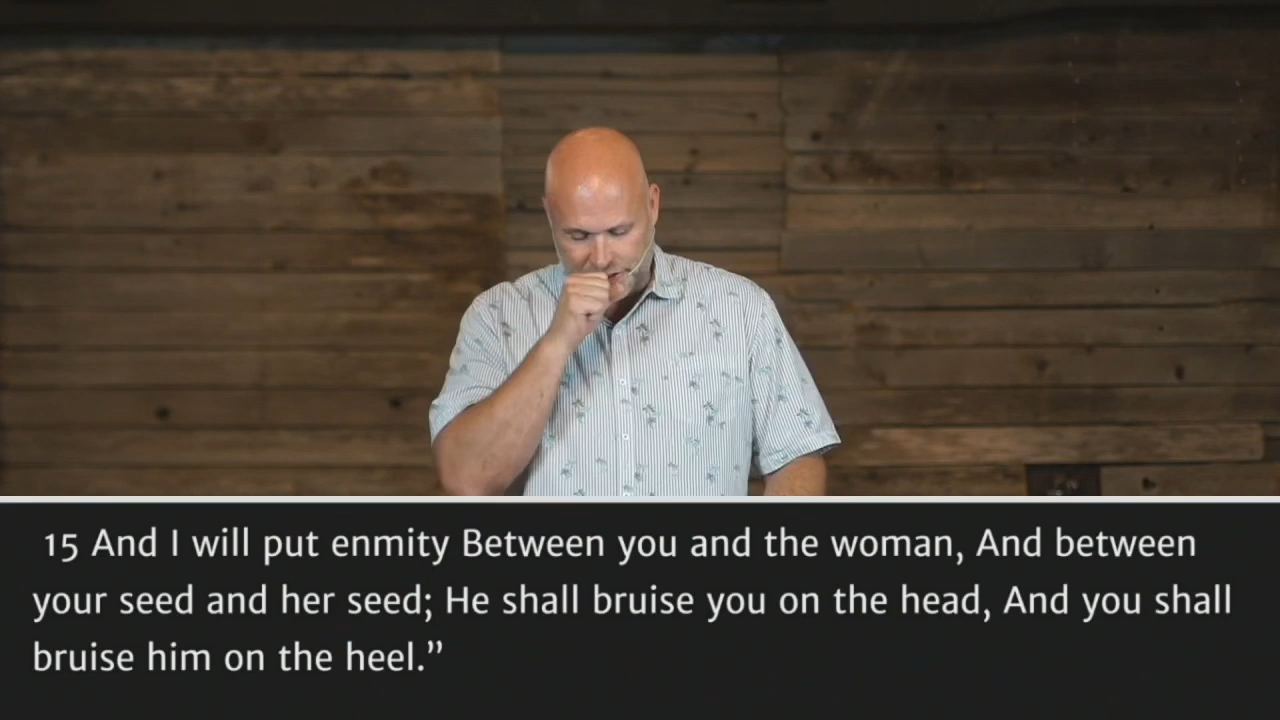 15 And I will put enmity Between you and the woman, And between
your seed and her seed; He shall bruise you on the head, And you shall
bruise him on the heel.”